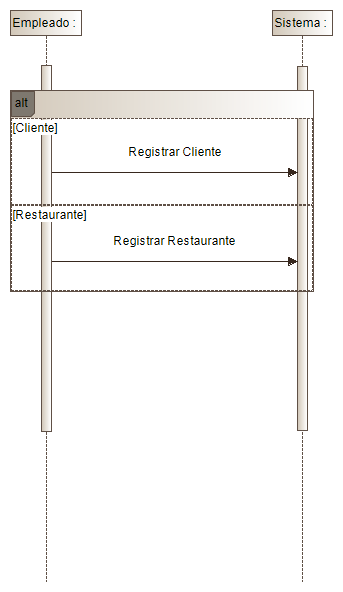 Empleado :
Sistema :
alt
[Cliente]
Registrar Cliente
[Restaurante]
Registrar Restaurante